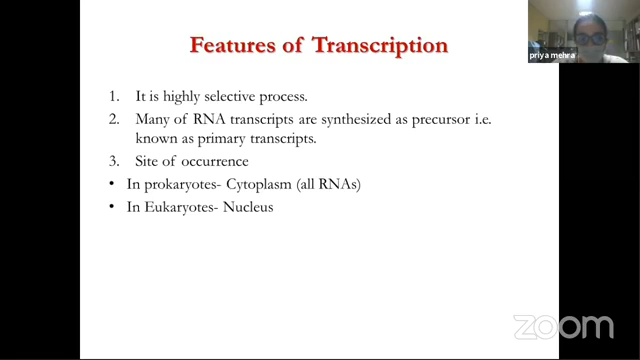 Features of Transcription
priya mehra
1. It is highly selective process.
2. Many of RNA transcripts are synthesized as precursor i.e.
known as primary transcripts.
3. Site of occurrence
• In prokaryotes- Cytoplasm (all RNAs)
• In Eukaryotes- Nucleus
zoom